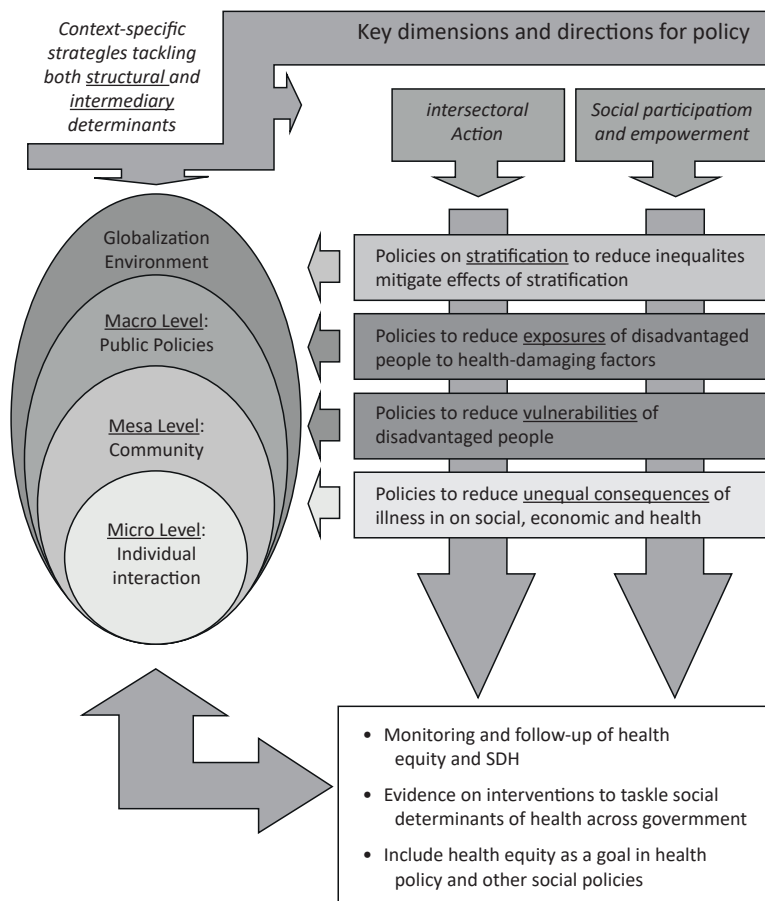 Context-specific
strategles tackling
both structural and
intermediary
determinants
Key dimensions and directions for policy
intersectoral
Action
Social participatiom
and empowerment
Globalization
Environment
Macro Level:
Public Policies
Mesa Level:
Community
Micro Level:
Individual
interaction
Policies on stratification to reduce inequalites
mitigate effects of stratification
Policies to reduce exposures of disadvantaged
people to health-damaging factors
Policies to reduce vulnerabilities of
disadvantaged people
Policies to reduce unequal consequences of
illness in on social, economic and health
• Monitoring and follow-up of health
equity and SDH
• Evidence on interventions to taskle social
determinants of health across govermment
• Include health equity as a goal in health
policy and other social policies